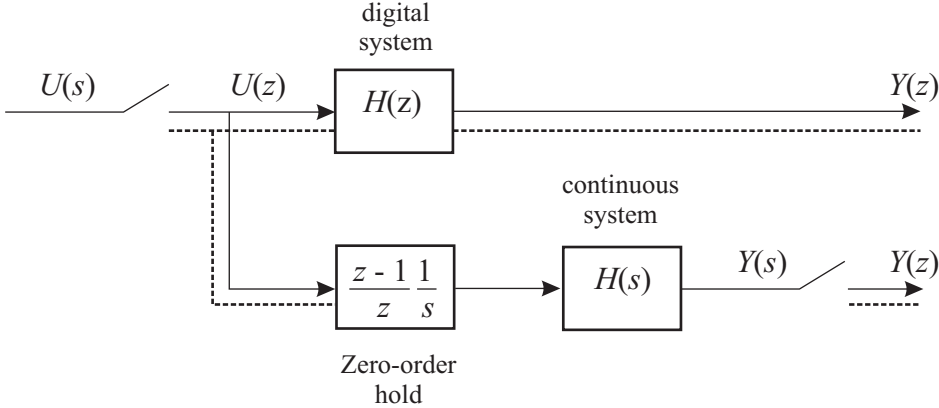 digital
system
U(s)
U(z)
H(z)
Y(z)
continuous
system
z - 1 1
z s
H(s)
Y(s)
Y(z)
Zero-order
hold